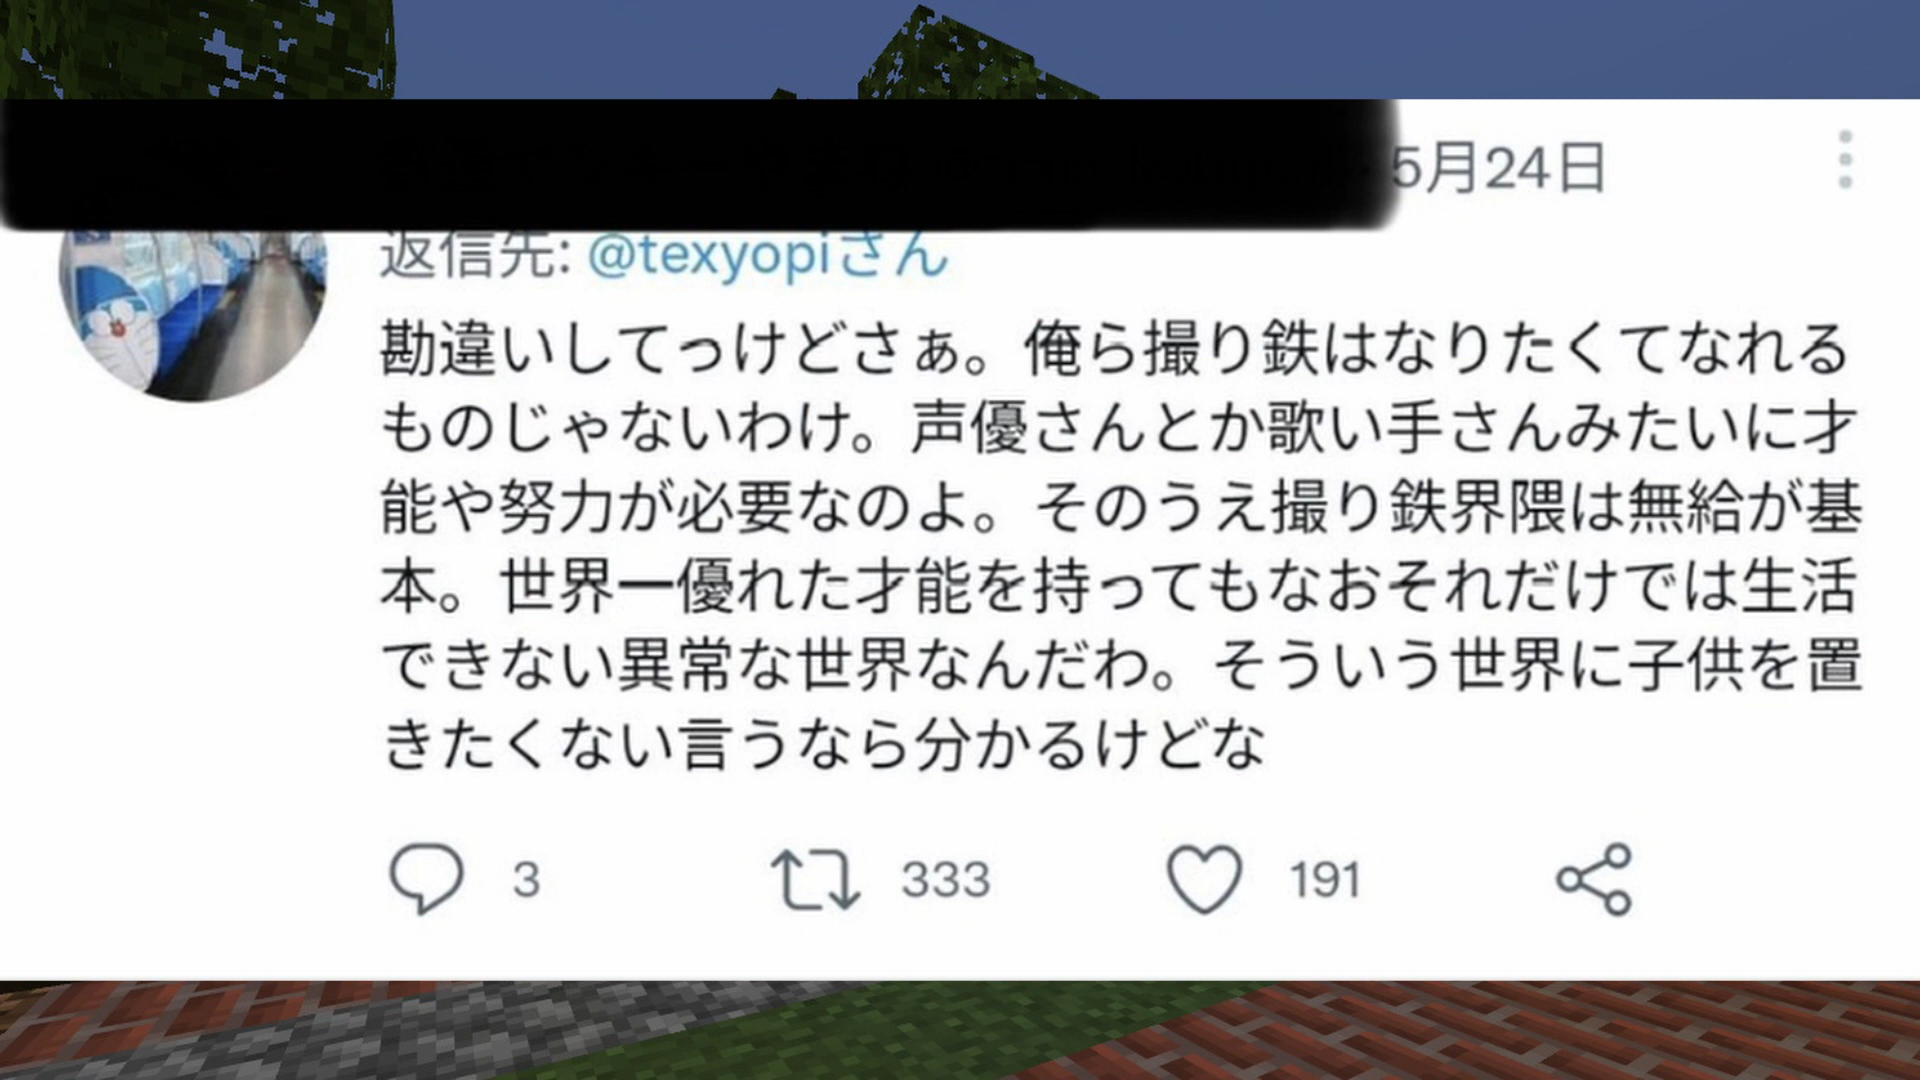 5月24日
返信先: @texyopiさん
勘違いしてっけどさぁ。俺ら撮り鉄はなりたくてなれる
ものじゃないわけ。声優さんとか歌い手さんみたいに才
能や努力が必要なのよ。そのうえ撮り鉄界隈は無給が基
本。世界一優れた才能を持ってもなおそれだけでは生活
できない異常な世界なんだわ。そういう世界に子供を置
きたくない言うなら分かるけどな
3 333 191